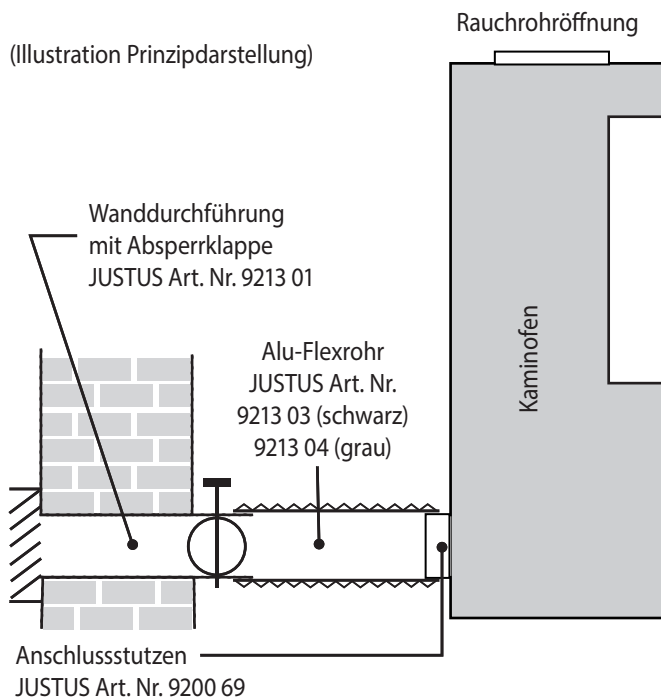 Rauchrohröffnung
(Illustration Prinzipdarstellung)
Wanddurchführung
mit Absperrklappe
JUSTUS Art. Nr. 9213 01
Alu-Flexrohr
JUSTUS Art. Nr.
9213 03 (schwarz)
9213 04 (grau)
Kaminofen
Anschlussstutzen
JUSTUS Art. Nr. 9200 69